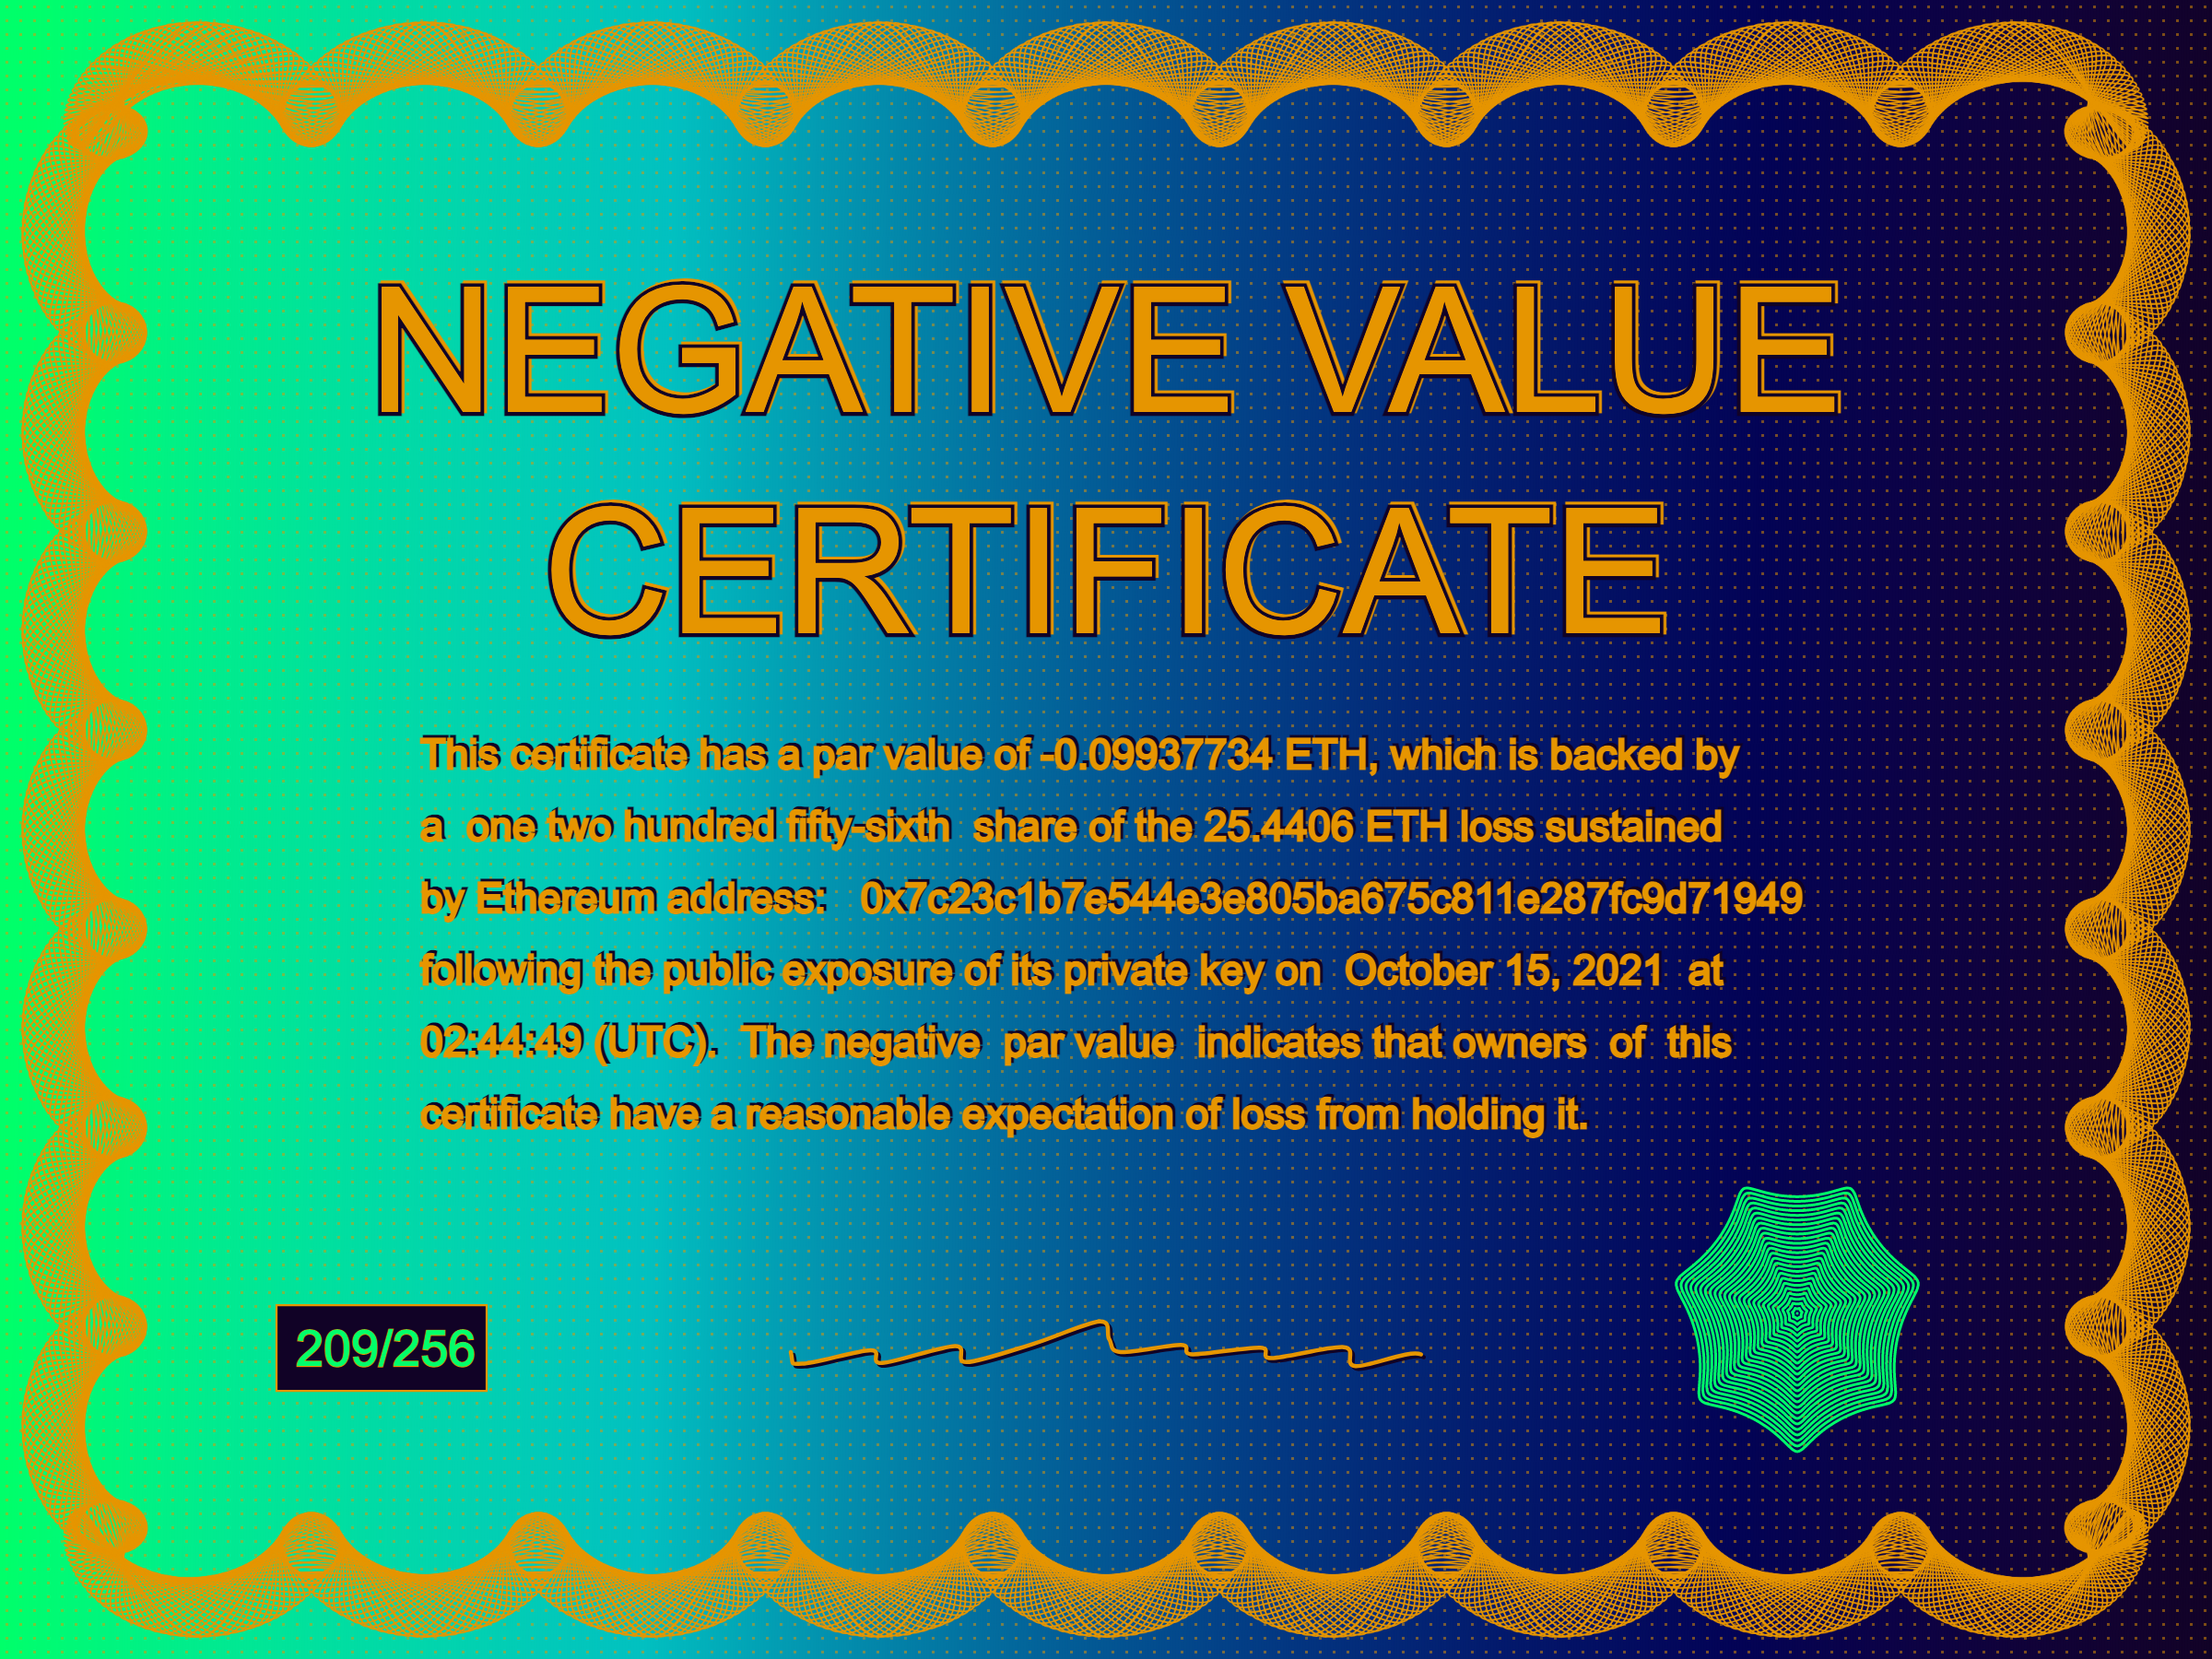 NEGATIVE VALUE
CERTIFICATE
This certificate has a par value of -0.09937734 ETH, which is backed by
a one two hundred fifty-sixth share of the 25.4406 ETH loss sustained
by Ethereum address: 0x7c23c1b7e544e3e805ba675c811e287fc9d71949
following the public exposure of its private key on October 15, 2021 at
02:44:49 (UTC). The negative par value indicates that owners of this
certificate have a reasonable expectation of loss from holding it.
209/256